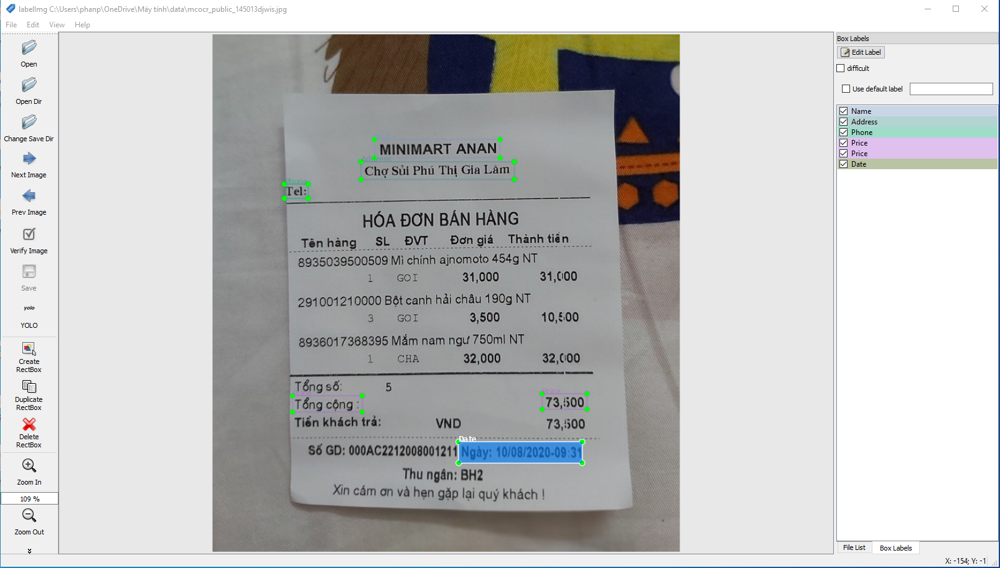 labelImg C:\Users\phanp\OneDrive\Máy tính\data\mcocr_public_145013djwis.jpg
File Edit View Help
Open
Open Dir
Change Save Dir
Next Image
Prev Image
Verify Image
Save
yolo
YOLO
Create
RectBox
Duplicate
RectBox
Delete
RectBox
Zoom In
109 %
Zoom Out
MINIMART ANAN
Address
Chợ Sủi Phú Thị Gia Lâm
Phone
Tel:
HÓA ĐƠN BÁN HÀNG
Tên hàng SL ĐVT Đơn giá Thành tiền
8935039500509 Mì chính ajnomoto 454g NT
1 GOI 31,000 31,000
291001210000 Bột canh hải châu 190g NT
3 GOI 3,500 10,500
8936017368395 Mắm nam ngư 750ml NT
1 CHA 32,000 32,000
Tổng số: 5
Price
Price
Tổng cộng : 73,500
Tiền khách trả: VND 73,500
Date
Số GD: 000AC2212008001211 Ngày: 10/08/2020-09:31
Thu ngân: BH2
Xin cám ơn và hẹn gặp lại quý khách !
Box Labels
Edit Label
difficult
Use default label
Name
Address
Phone
Price
Price
Date
File List Box Labels
X: -154; Y: -1